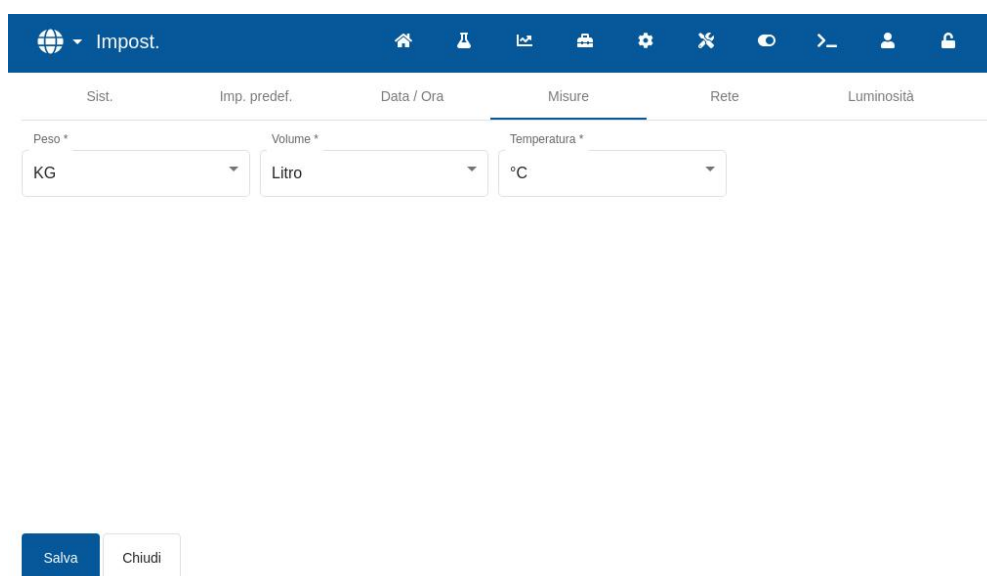 Impost.
Sist. Imp. predef. Data / Ora Misure Rete Luminosità
Peso * Volume * Temperatura *
KG Litro °C
Salva Chiudi